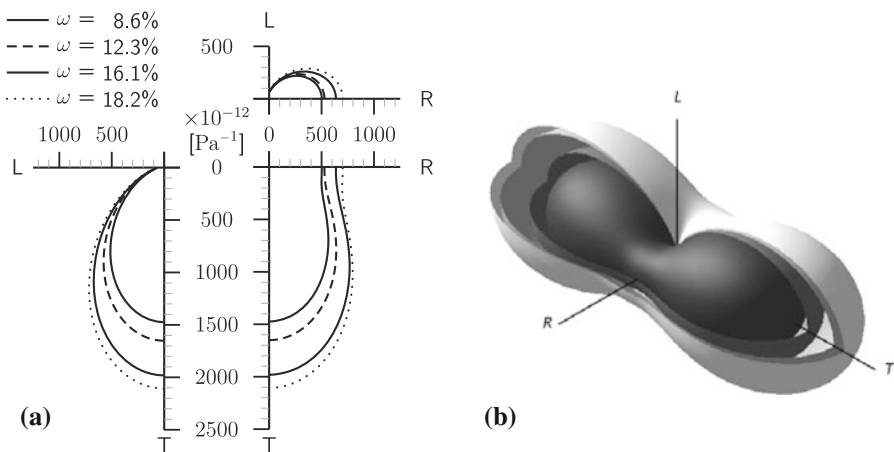 ω = 8.6%
ω = 12.3%
ω = 16.1%
ω = 18.2%
L
500
R
×10⁻¹²
[Pa⁻¹]
1000 500
0 500 1000
L
0
R
500
1000
1500
2000
2500
T
T
(a)
L
R
T
(b)